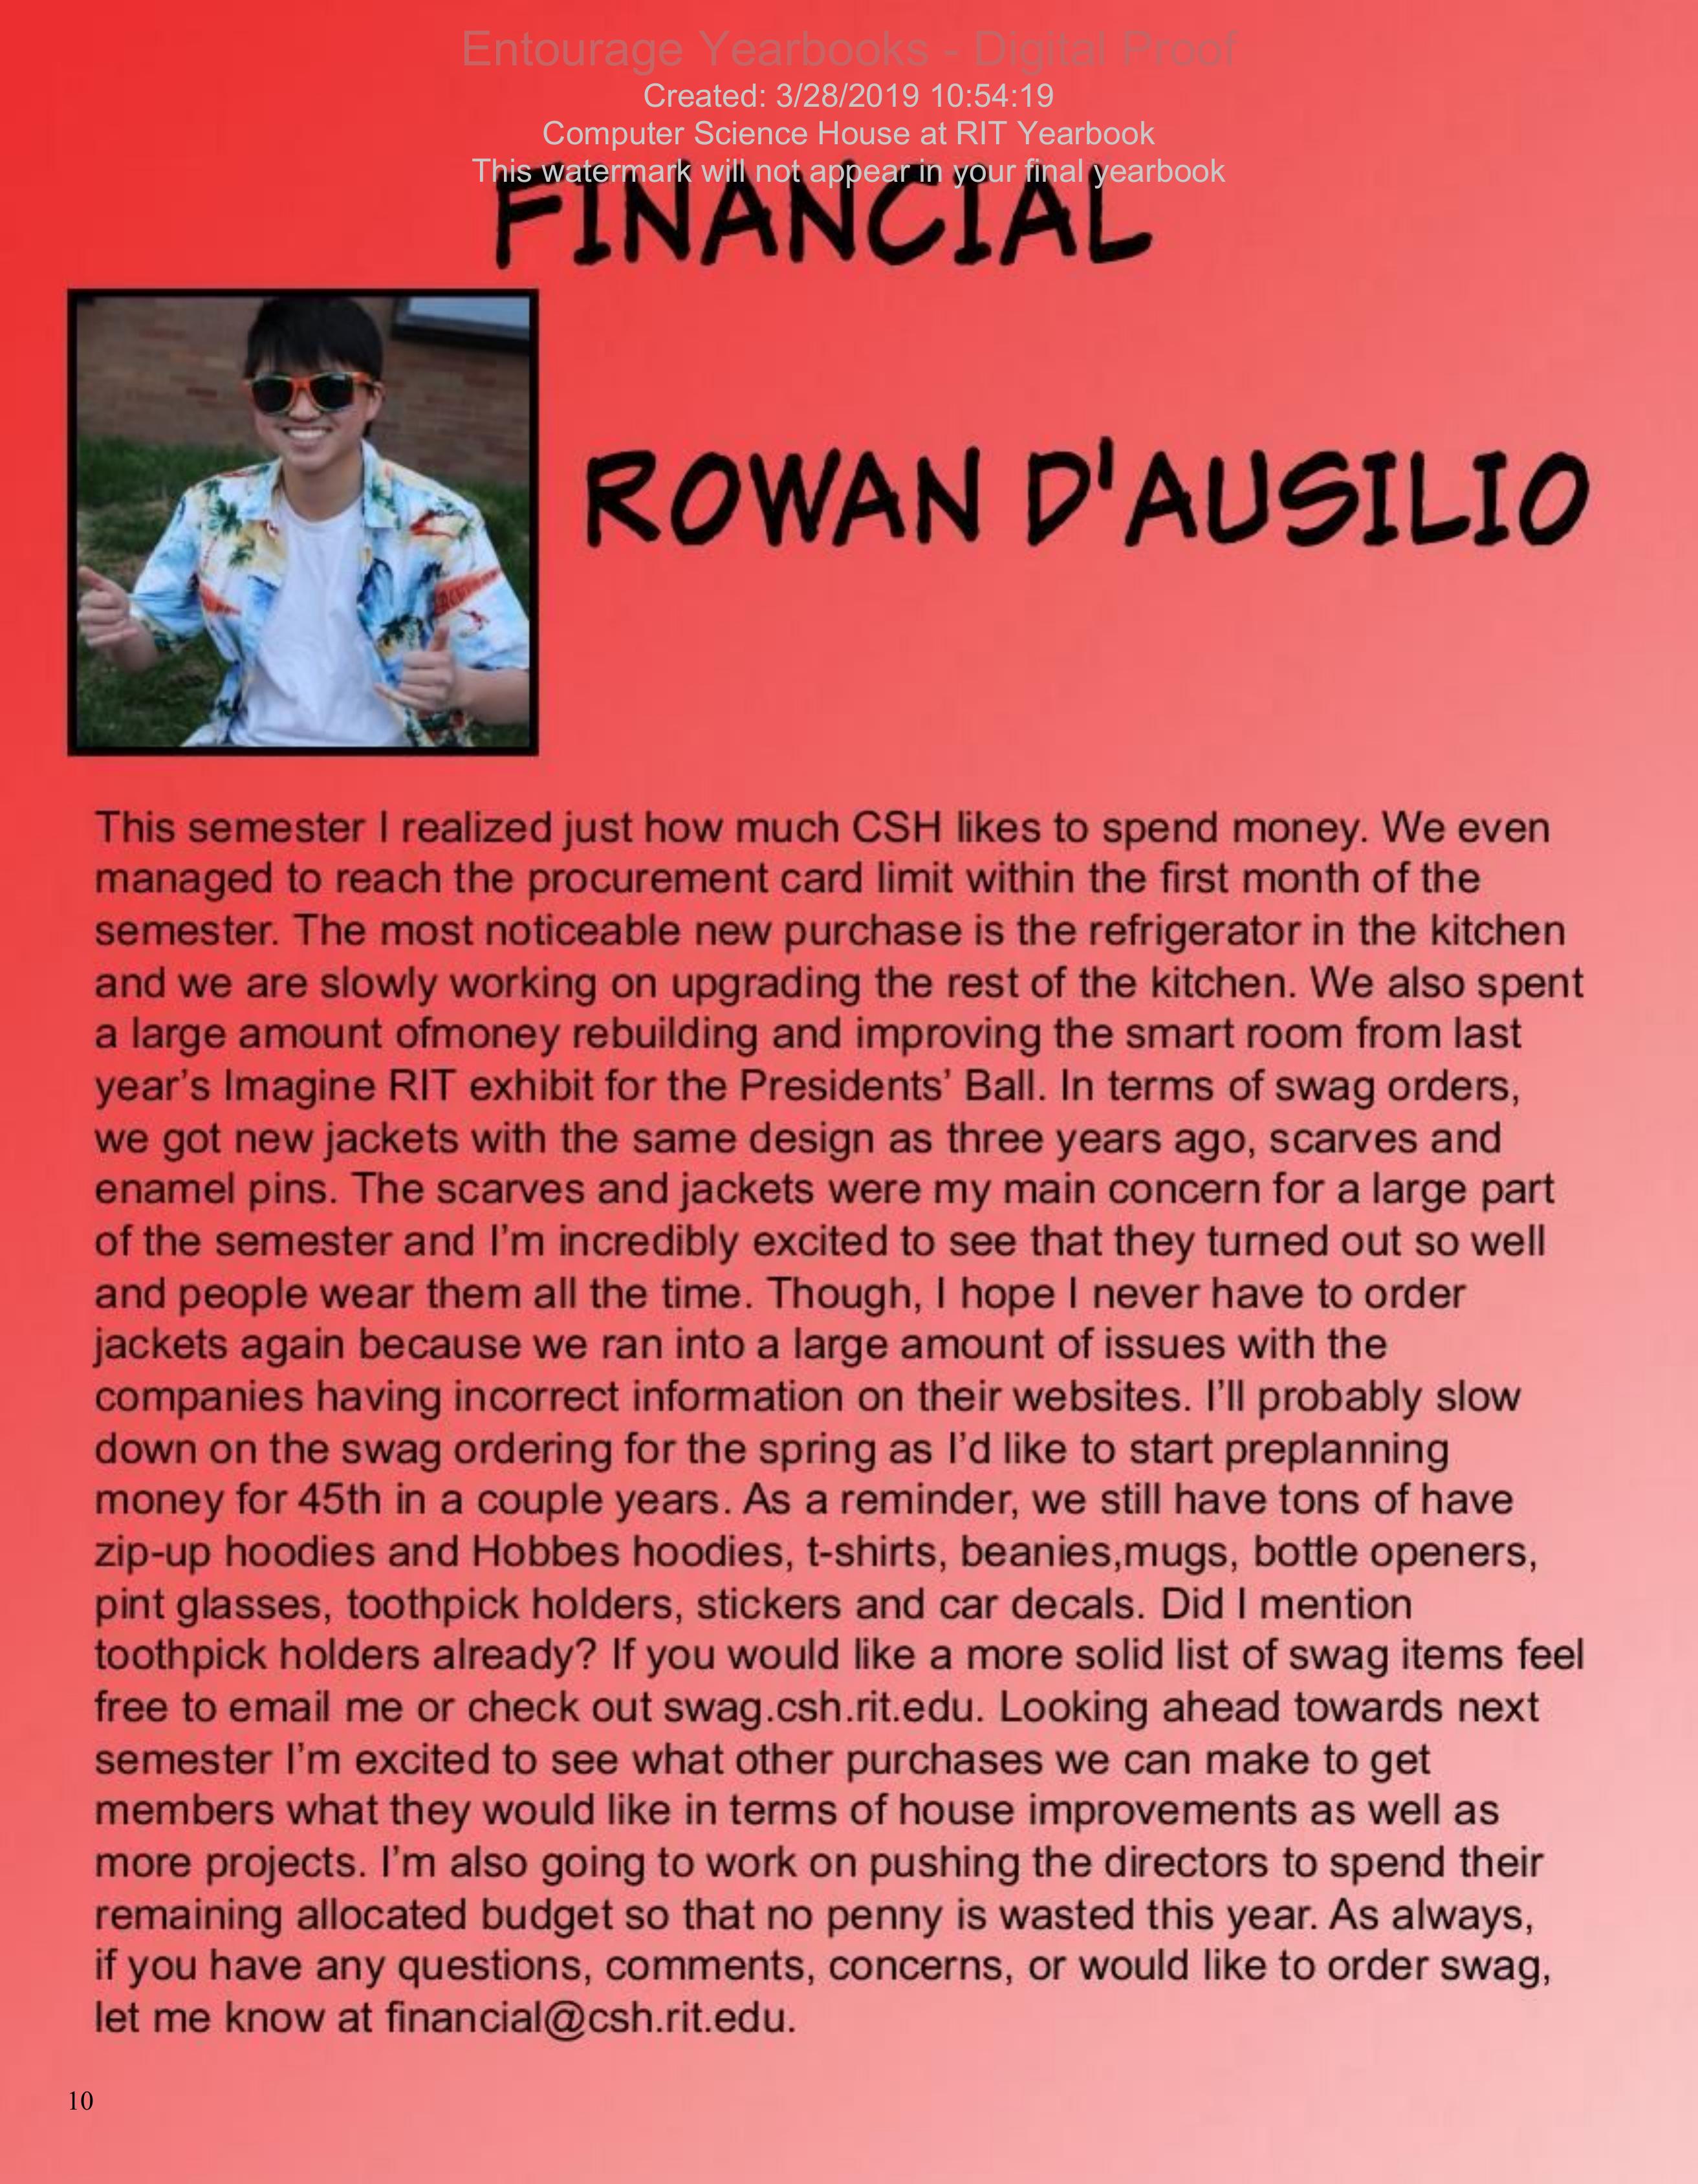 Entourage Yearbooks - Digital Proof
Created: 3/28/2019 10:54:19
Computer Science House at RIT Yearbook
This watermark will not appear in your final yearbook
FINANCIAL
ROWAN D'AUSILIO
This semester I realized just how much CSH likes to spend money. We even
managed to reach the procurement card limit within the first month of the
semester. The most noticeable new purchase is the refrigerator in the kitchen
and we are slowly working on upgrading the rest of the kitchen. We also spent
a large amount ofmoney rebuilding and improving the smart room from last
year’s Imagine RIT exhibit for the Presidents’ Ball. In terms of swag orders,
we got new jackets with the same design as three years ago, scarves and
enamel pins. The scarves and jackets were my main concern for a large part
of the semester and I’m incredibly excited to see that they turned out so well
and people wear them all the time. Though, I hope I never have to order
jackets again because we ran into a large amount of issues with the
companies having incorrect information on their websites. I’ll probably slow
down on the swag ordering for the spring as I’d like to start preplanning
money for 45th in a couple years. As a reminder, we still have tons of have
zip-up hoodies and Hobbes hoodies, t-shirts, beanies,mugs, bottle openers,
pint glasses, toothpick holders, stickers and car decals. Did I mention
toothpick holders already? If you would like a more solid list of swag items feel
free to email me or check out swag.csh.rit.edu. Looking ahead towards next
semester I’m excited to see what other purchases we can make to get
members what they would like in terms of house improvements as well as
more projects. I’m also going to work on pushing the directors to spend their
remaining allocated budget so that no penny is wasted this year. As always,
if you have any questions, comments, concerns, or would like to order swag,
let me know at financial@csh.rit.edu.
10